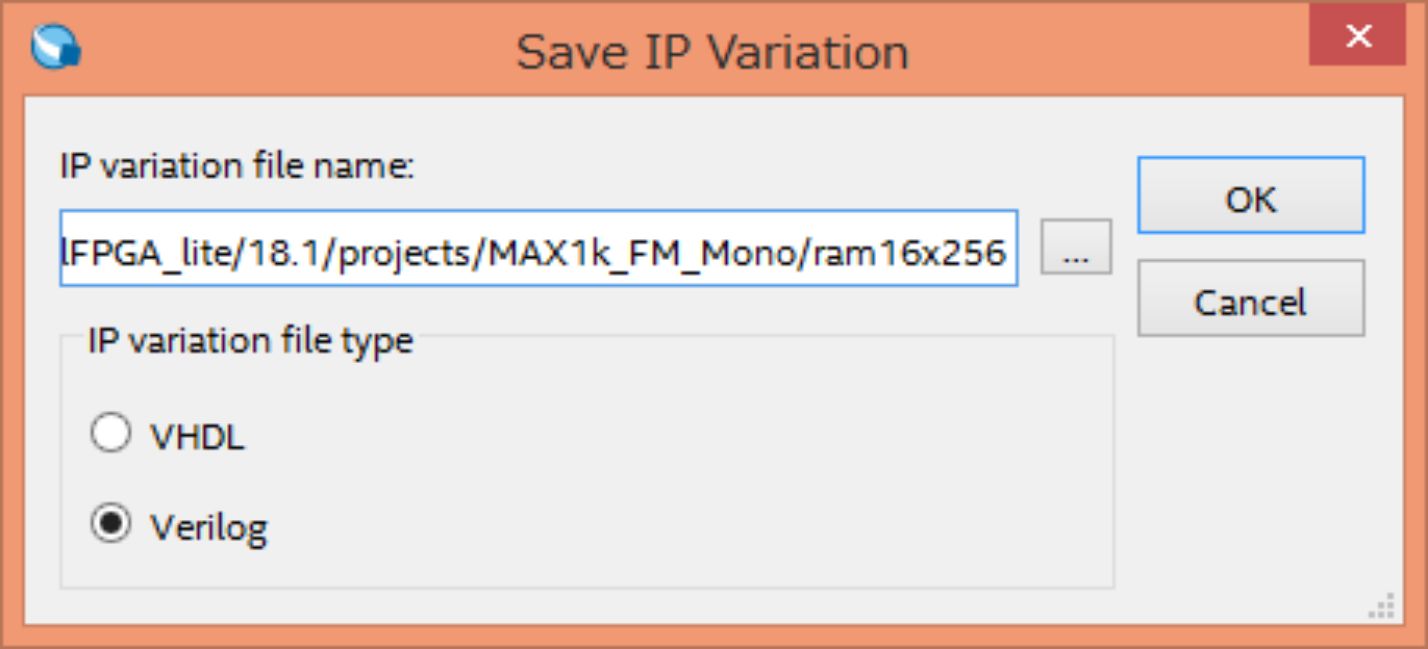 Save IP Variation
IP variation file name:
lFPGA_lite/18.1/projects/MAX1k_FM_Mono/ram16x256
...
OK
Cancel
IP variation file type
VHDL
Verilog